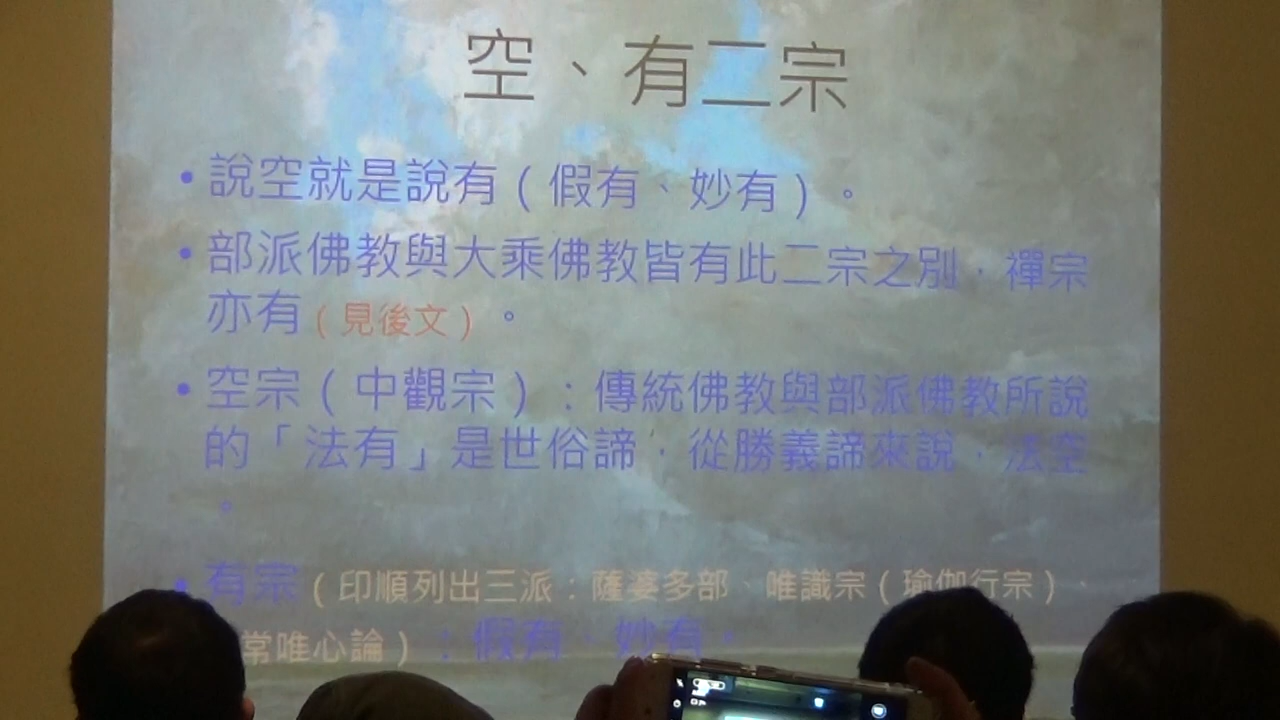 空、有二宗
• 說空就是說有（假有、妙有）。
• 部派佛教與大乘佛教皆有此二宗之別，禪宗
亦有（見後文）。
• 空宗（中觀宗）：傳統佛教與部派佛教所說
的「法有」是世俗諦，從勝義諦來說，法空
。
• 有宗（印順列出三派：薩婆多部、唯識宗（瑜伽行宗）、
常唯心論）：假有、妙有。